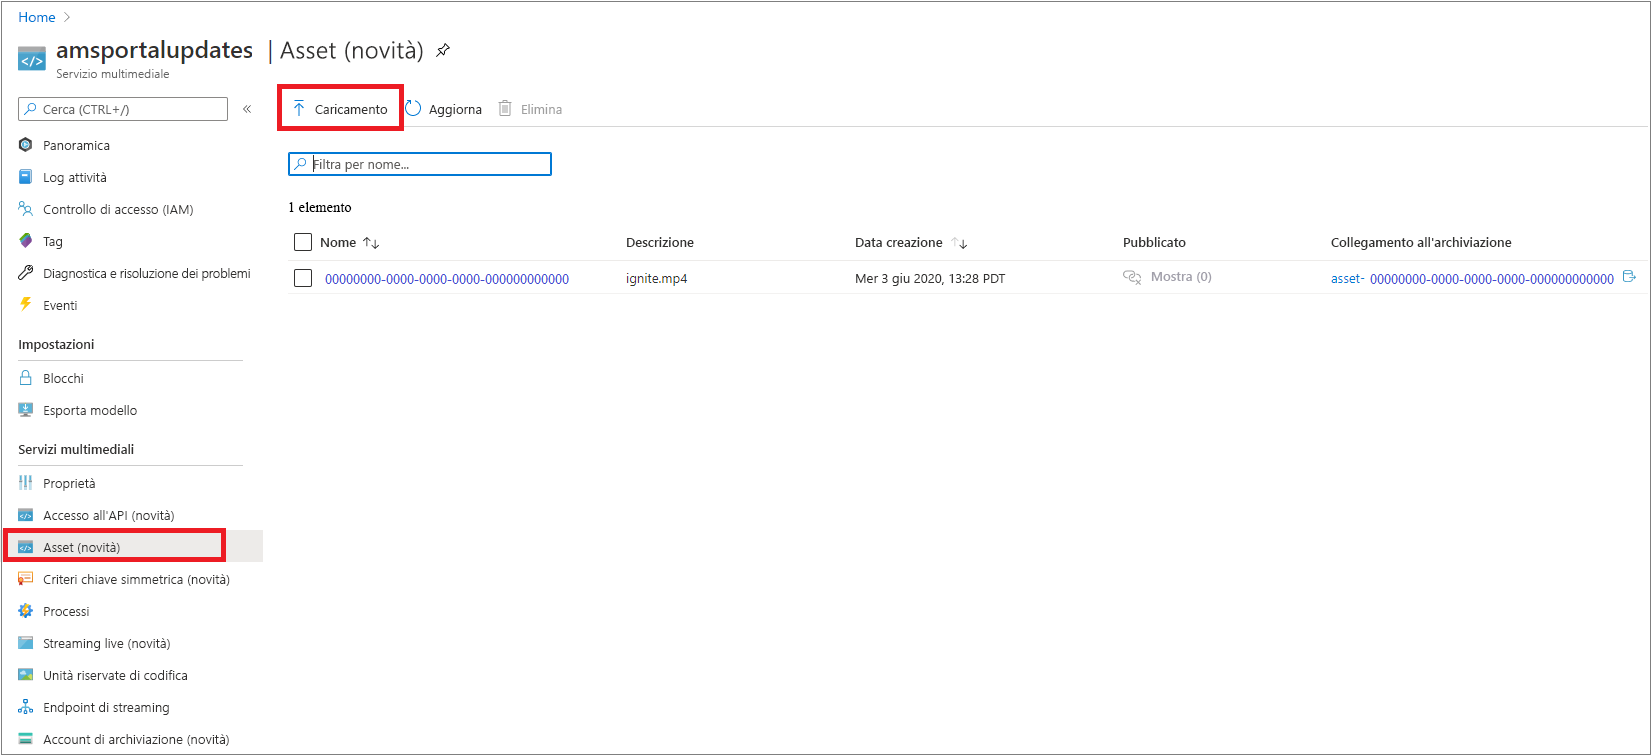 Home >
amsportalupdates | Asset (novità)
Servizio multimediale
Cerca (CTRL+/) «
Panoramica
Log attività
Controllo di accesso (IAM)
Tag
Diagnostica e risoluzione dei problemi
Eventi
Impostazioni
Blocchi
Esporta modello
Servizi multimediali
Proprietà
Accesso all'API (novità)
Asset (novità)
Criteri chiave simmetrica (novità)
Processi
Streaming live (novità)
Unità riservate di codifica
Endpoint di streaming
Account di archiviazione (novità)
Caricamento Aggiorna Elimina
Filtra per nome...
1 elemento
Nome ↑↓ Descrizione Data creazione ↑↓ Pubblicato Collegamento all'archiviazione
00000000-0000-0000-0000-000000000000 ignite.mp4 Mer 3 giu 2020, 13:28 PDT Mostra (0) asset- 00000000-0000-0000-0000-000000000000